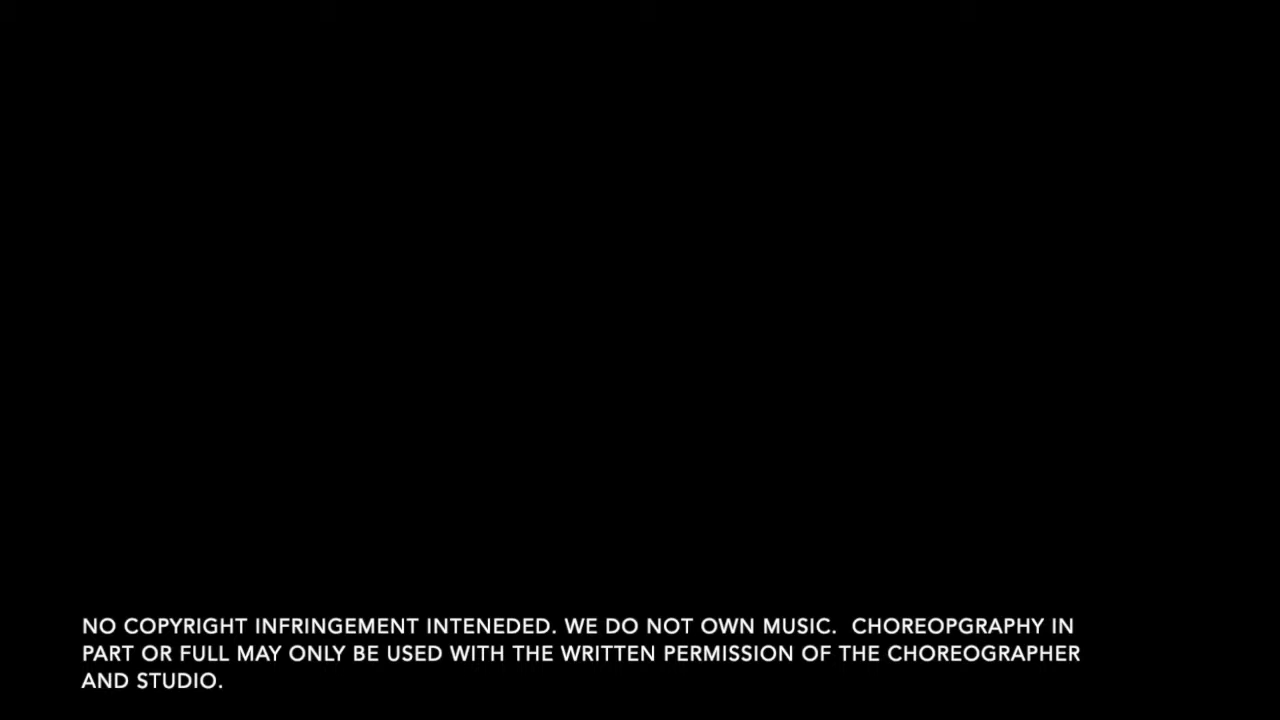 NO COPYRIGHT INFRINGEMENT INTENEDED. WE DO NOT OWN MUSIC.  CHOREOPGRAPHY IN
PART OR FULL MAY ONLY BE USED WITH THE WRITTEN PERMISSION OF THE CHOREOGRAPHER
AND STUDIO.